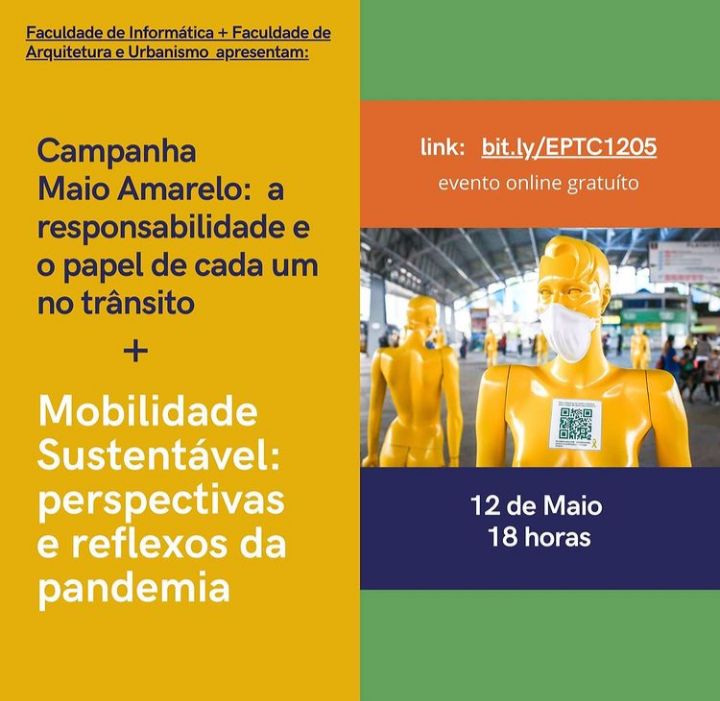 Faculdade de Informática + Faculdade de
Arquitetura e Urbanismo apresentam:
Campanha
Maio Amarelo: a
responsabilidade e
o papel de cada um
no trânsito
+
Mobilidade
Sustentável:
perspectivas
e reflexos da
pandemia
link: bit.ly/EPTC1205
evento online gratuíto
12 de Maio
18 horas